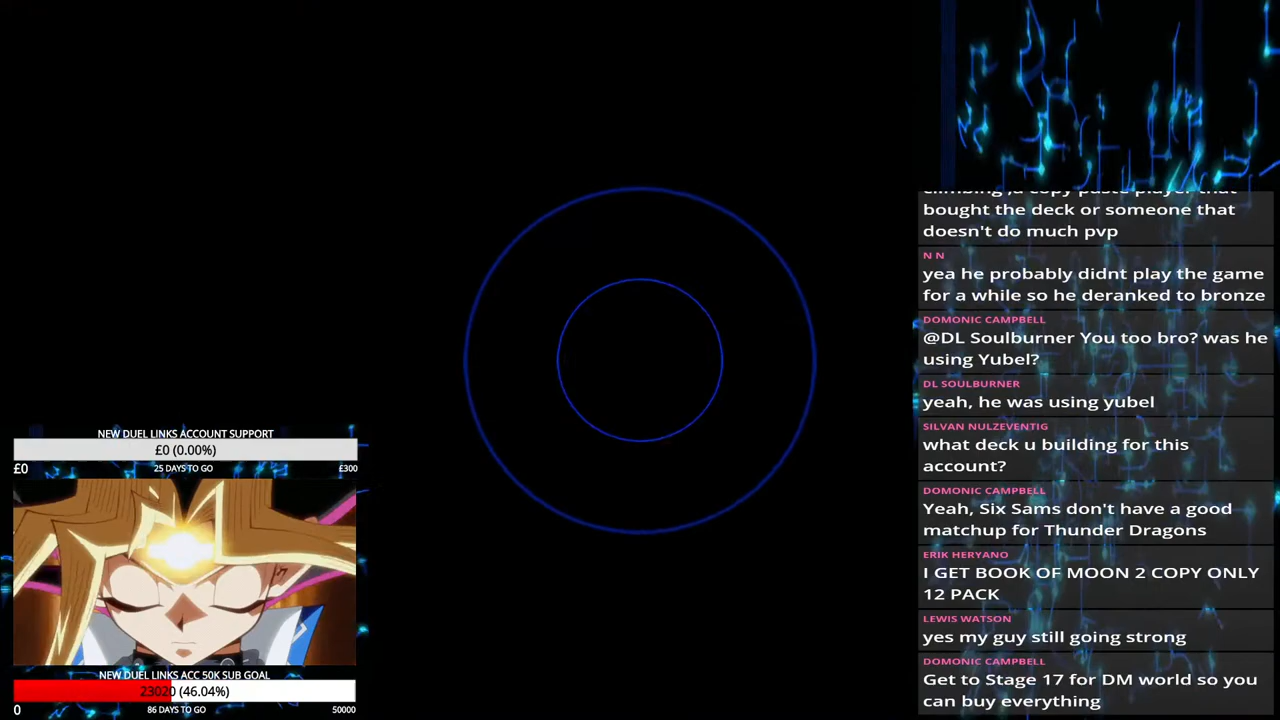 climbing ,a copy paste player that
bought the deck or someone that
doesn't do much pvp
N N
yea he probably didnt play the game
for a while so he deranked to bronze
DOMONIC CAMPBELL
@DL Soulburner You too bro? was he
using Yubel?
DL SOULBURNER
yeah, he was using yubel
SILVAN NULZEVENTIG
what deck u building for this
account?
DOMONIC CAMPBELL
Yeah, Six Sams don't have a good
matchup for Thunder Dragons
ERIK HERYANO
I GET BOOK OF MOON 2 COPY ONLY
12 PACK
LEWIS WATSON
yes my guy still going strong
DOMONIC CAMPBELL
Get to Stage 17 for DM world so you
can buy everything
NEW DUEL LINKS ACCOUNT SUPPORT
£0 (0.00%)
£0 25 DAYS TO GO £300
NEW DUEL LINKS ACC 50K SUB GOAL
23020 (46.04%)
0 86 DAYS TO GO 50000